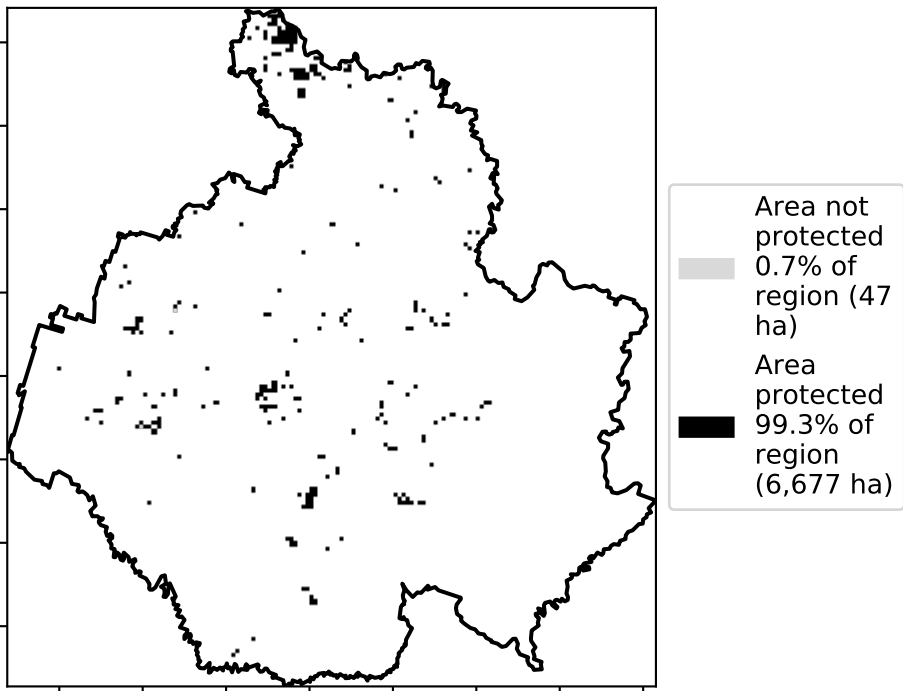 Area not
protected
0.7% of
region (47
ha)
Area
protected
99.3% of
region
(6,677 ha)